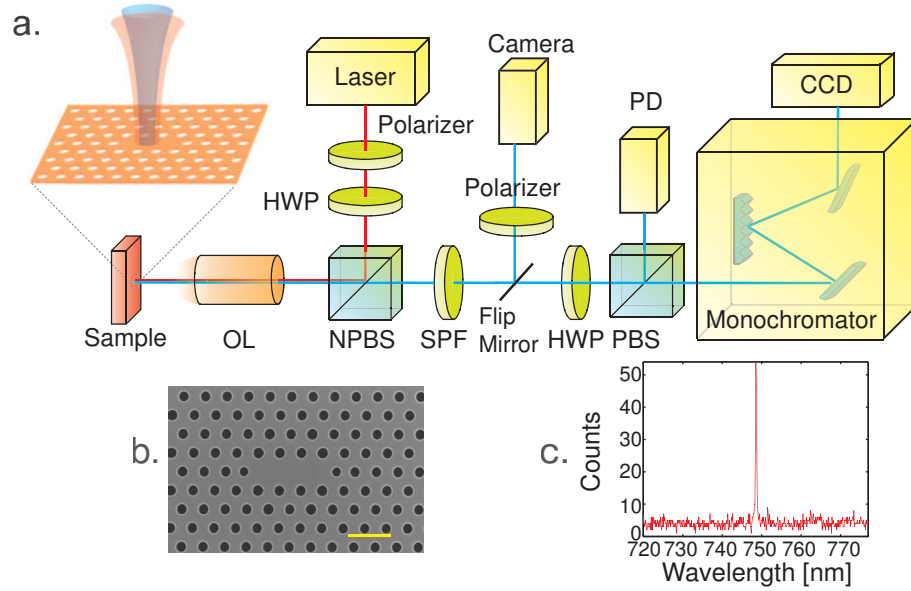 a.
Camera
Laser
CCD
PD
Polarizer
Polarizer
HWP
Sample
OL
NPBS
SPF
Flip
Mirror
HWP
PBS
Monochromator
b.
c.
Counts
50
40
30
20
10
0
720 730 740 750 760 770
Wavelength [nm]